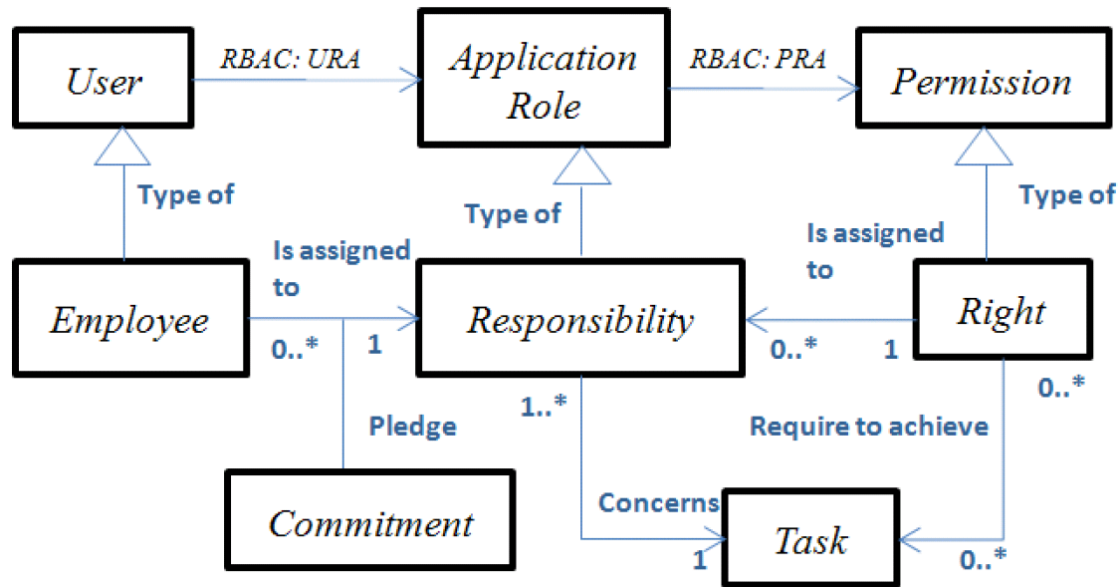 User
RBAC: URA
Application
Role
RBAC: PRA
Permission
Type of
Type of
Type of
Is assigned
to
Is assigned
to
Employee
Responsibility
Right
0..*
1
0..*
1
1..*
0..*
Pledge
Require to achieve
Commitment
Concerns
Task
1
0..*